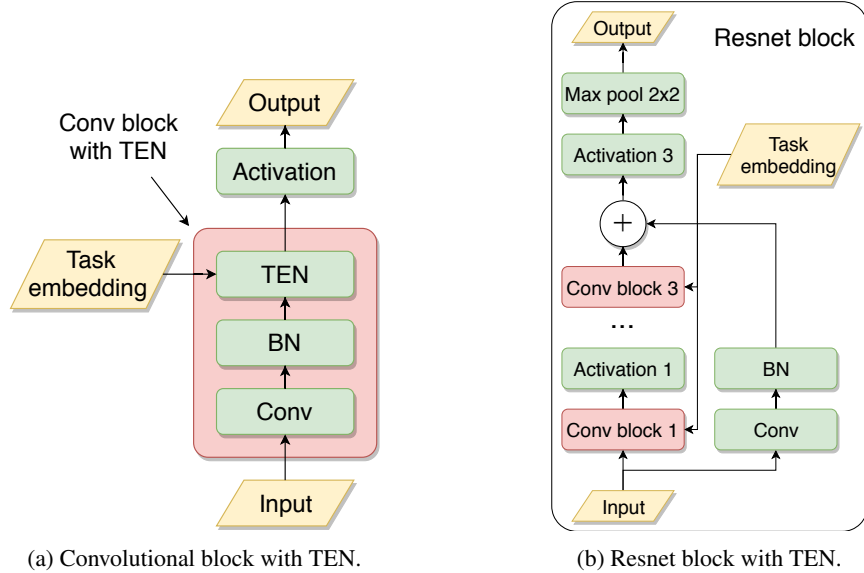 Output
Conv block
with TEN
Activation
Task
embedding
TEN
BN
Conv
Input
(a) Convolutional block with TEN.
Output
Resnet block
Max pool 2x2
Activation 3
Task
embedding
+
Conv block 3
...
Activation 1
BN
Conv block 1
Conv
Input
(b) Resnet block with TEN.